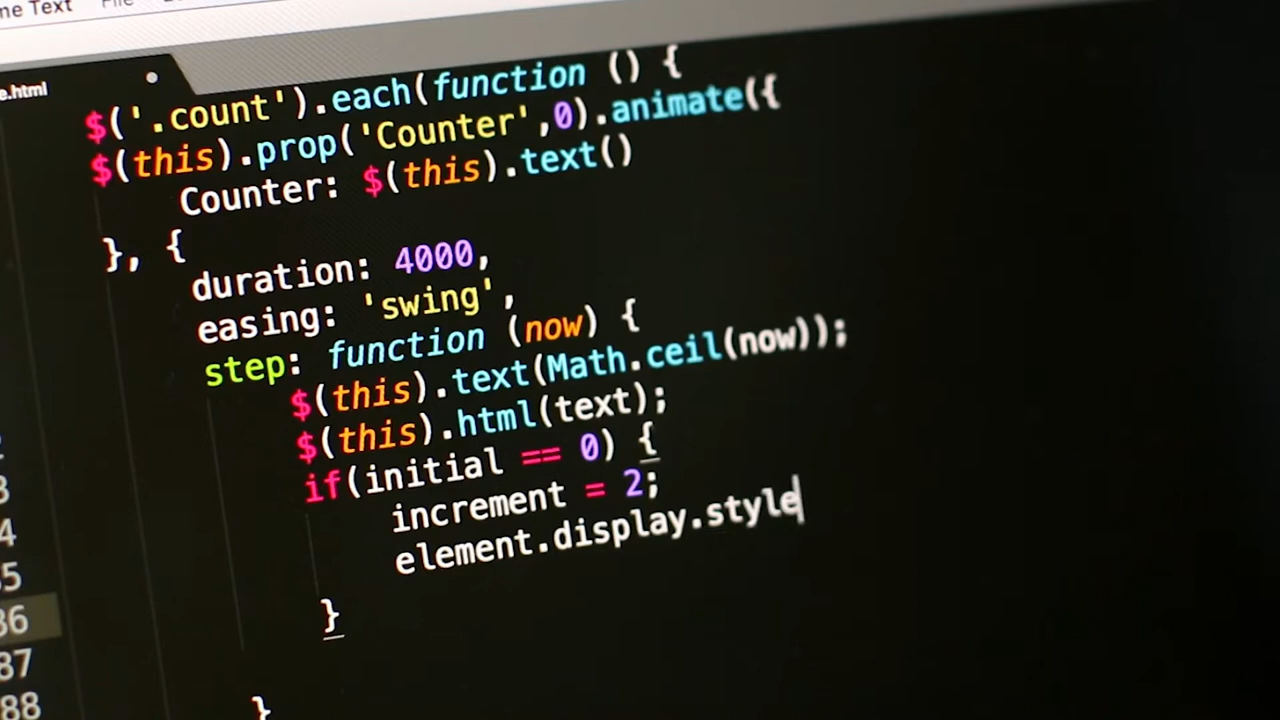 me Text File
e.html
$('.count').each(function () {
$(this).prop('Counter',0).animate({
Counter: $(this).text()
}, {
duration: 4000,
easing: 'swing',
step: function (now) {
$(this).text(Math.ceil(now));
$(this).html(text);
if(initial == 0) {
increment = 2;
element.display.style
}
}
3
4
5
86
87
88